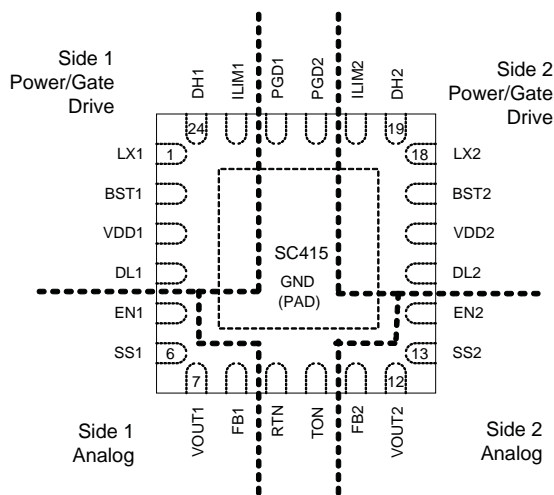 Side 1
Power/Gate
Drive
Side 2
Power/Gate
Drive
DH1
ILIM1
PGD1
PGD2
ILIM2
DH2
24
19
LX1
1
18
LX2
BST1
BST2
VDD1
VDD2
SC415
GND
(PAD)
DL1
DL2
EN1
EN2
SS1
6
13
SS2
7
12
VOUT1
FB1
RTN
TON
FB2
VOUT2
Side 1
Analog
Side 2
Analog